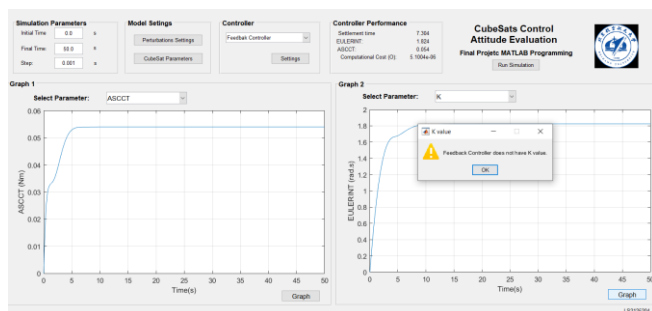 Simulation Parameters
Initial Time: 0.0 s
Final Time: 50.0 s
Step: 0.001 s
Model Setings
Perturbations Settings
CubeSat Parameters
Controller
Feedbak Controller
Settings
Controller Performance
Settlement time 7.304
EULERINT 1.824
ASCCT: 0.054
Computational Cost (O): 5.1004e-06
CubeSats Control
Attitude Evaluation
Final Projetc MATLAB Programming
Run Simulation
Graph 1
Select Parameter: ASCCT
0.06
0.05
0.04
0.03
0.02
0.01
0
ASCCT (Nm)
0 5 10 15 20 25 30 35 40 45 50
Time(s)
Graph
Graph 2
Select Parameter: K
2
1.8
1.6
1.4
1.2
1
0.8
0.6
0.4
0.2
0
EULERINT (rad.s)
K value
Feedback Controller does not have K value.
OK
0 5 10 15 20 25 30 35 40 45 50
Time(s)
Graph